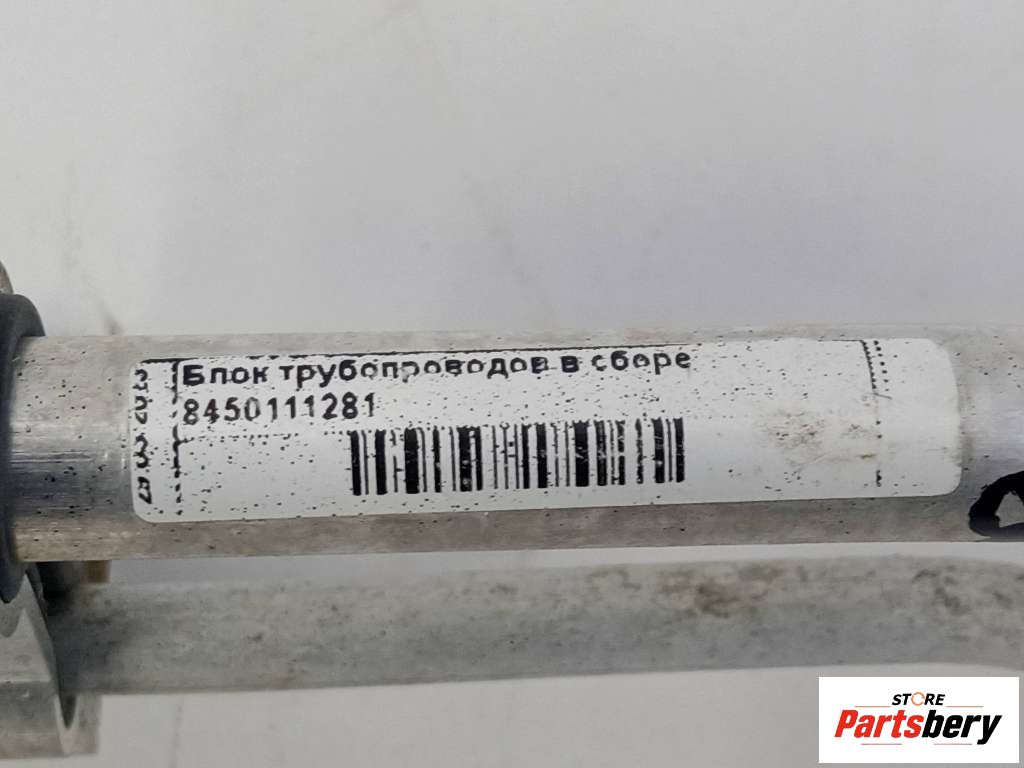 Блок трубопроводов в сборе
8450111281
STORE
Partsbery